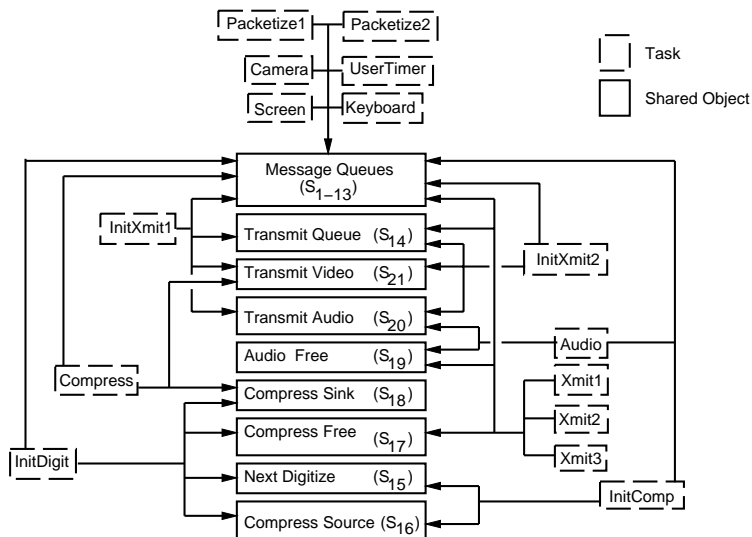 Packetize1 Packetize2
Camera UserTimer
Screen Keyboard
Task
Shared Object
Message Queues
(S1–13)
InitXmit1
Transmit Queue (S14)
Transmit Video (S21)
InitXmit2
Transmit Audio (S20)
Audio Free (S19)
Audio
Compress
Compress Sink (S18)
Xmit1
Compress Free (S17)
Xmit2
Xmit3
InitDigit
Next Digitize (S15)
InitComp
Compress Source (S16)